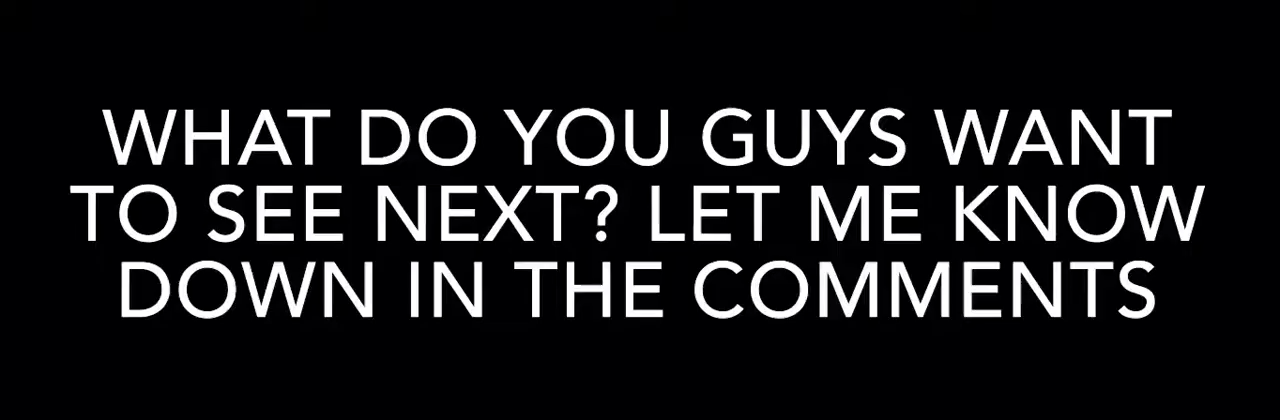 WHAT DO YOU GUYS WANT
TO SEE NEXT? LET ME KNOW
DOWN IN THE COMMENTS